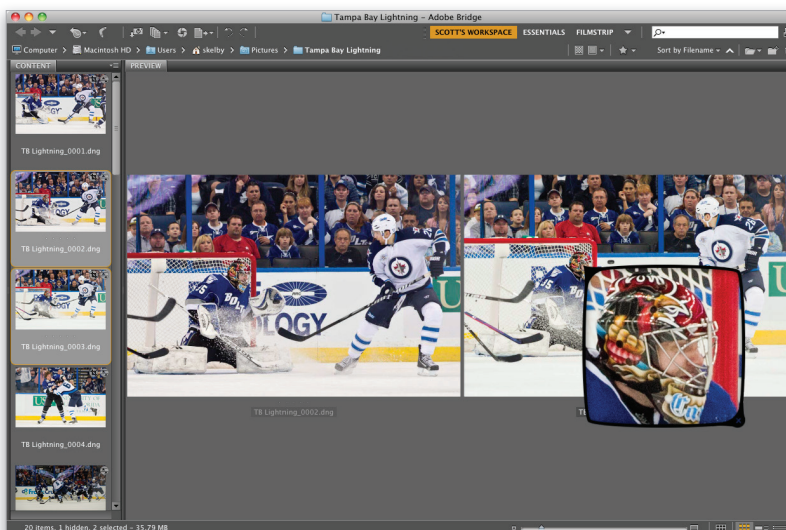 Tampa Bay Lightning – Adobe Bridge
SCOTT'S WORKSPACE ESSENTIALS FILMSTRIP
Computer > Macintosh HD > Users > skelby > Pictures > Tampa Bay Lightning
Sort by Filename
CONTENT PREVIEW
TB Lightning_0001.dng
TB Lightning_0002.dng
TB Lightning_0003.dng
TB Lightning_0004.dng
BOLT
OLOGY
TB Lightning_0002.dng
20 items, 1 hidden, 2 selected – 35.79 MB